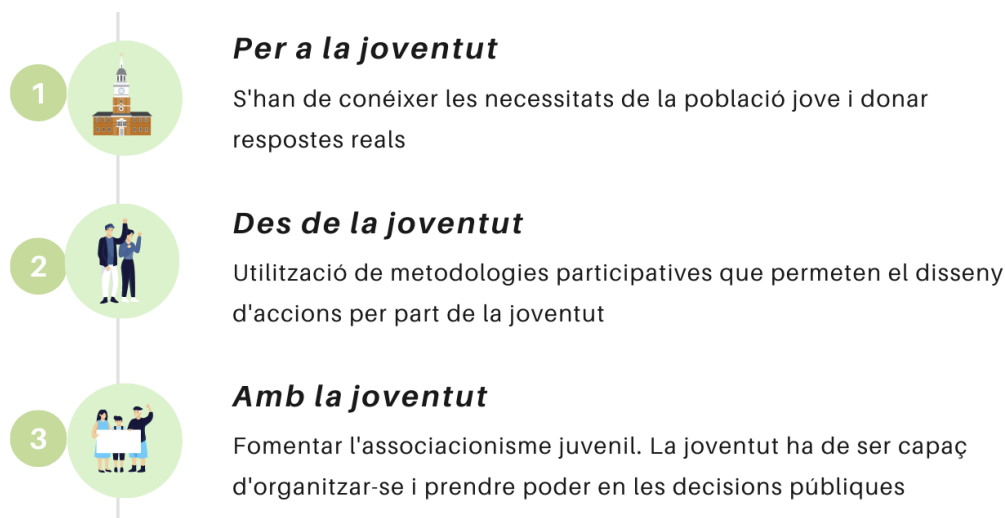 1
Per a la joventut
S'han de conéixer les necessitats de la població jove i donar
respostes reals
2
Des de la joventut
Utilització de metodologies participatives que permeten el disseny
d'accions per part de la joventut
3
Amb la joventut
Fomentar l'associacionisme juvenil. La joventut ha de ser capaç
d'organitzar-se i prendre poder en les decisions públiques